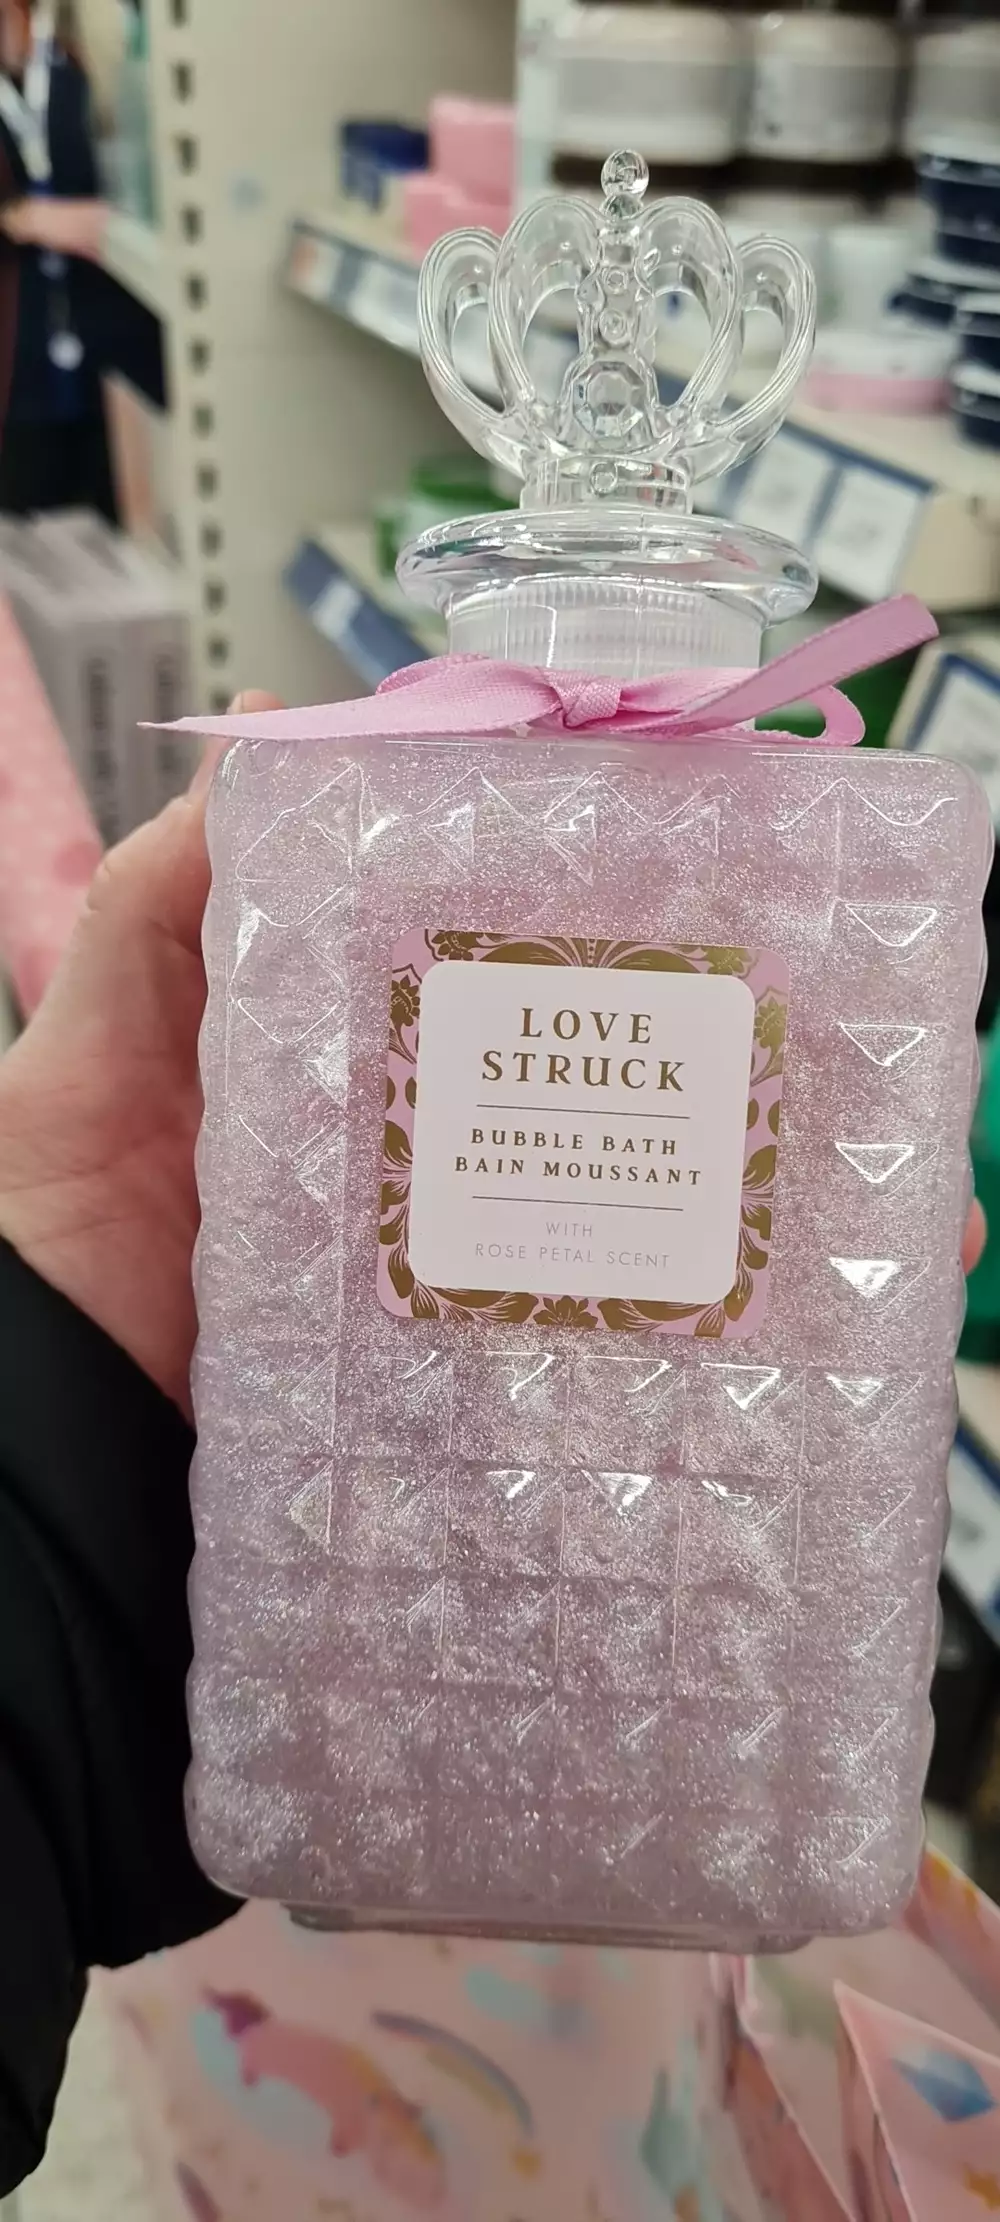 LOVE
STRUCK
BUBBLE BATH
BAIN MOUSSANT
WITH
ROSE PETAL SCENT